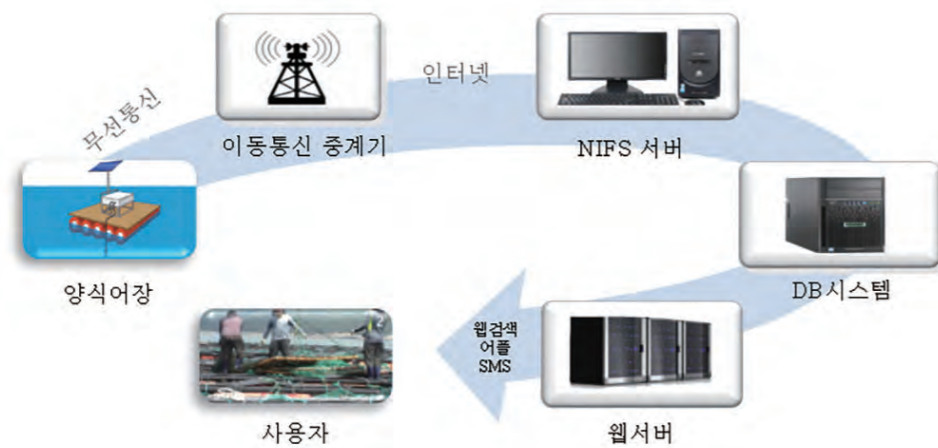 무선통신
이동통신 중계기
인터넷
NIFS 서버
양식어장
DB시스템
웹검색
어플
SMS
웹서버
사용자